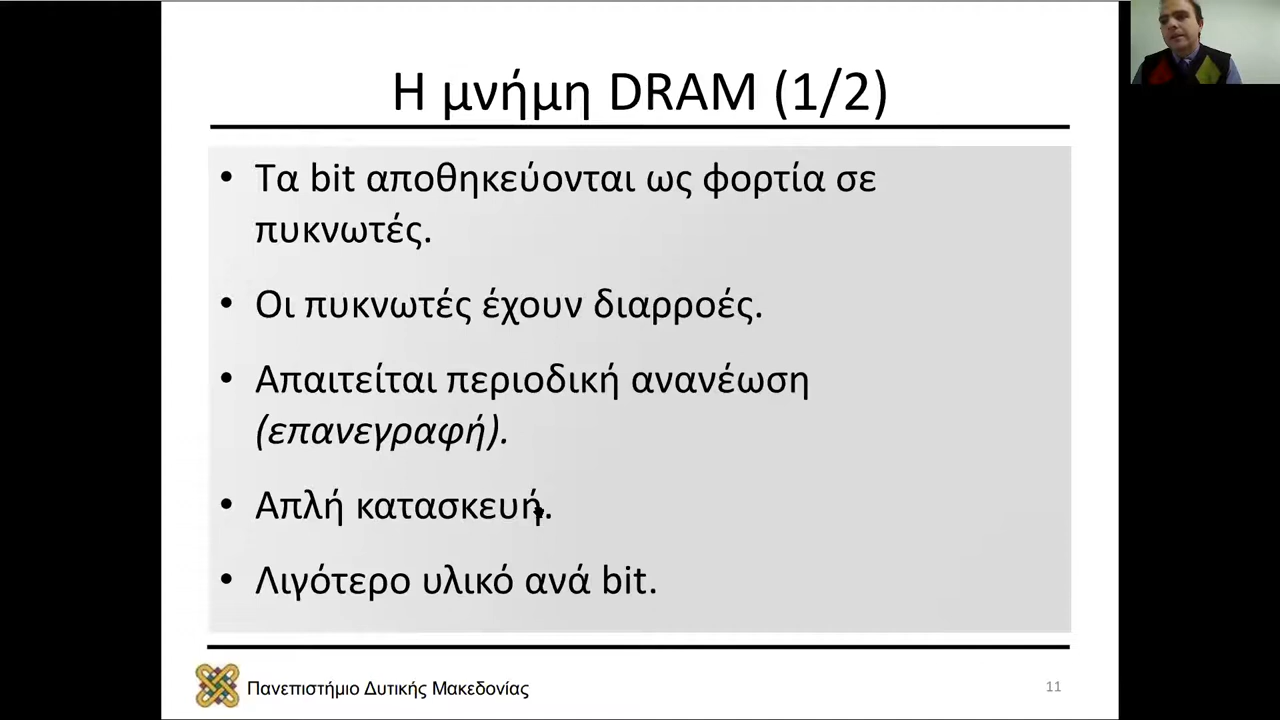 Η μνήμη DRAM (1/2)
• Τα bit αποθηκεύονται ως φορτία σε
πυκνωτές.
• Οι πυκνωτές έχουν διαρροές.
• Απαιτείται περιοδική ανανέωση
(επανεγραφή).
• Απλή κατασκευή.
• Λιγότερο υλικό ανά bit.
Πανεπιστήμιο Δυτικής Μακεδονίας
11